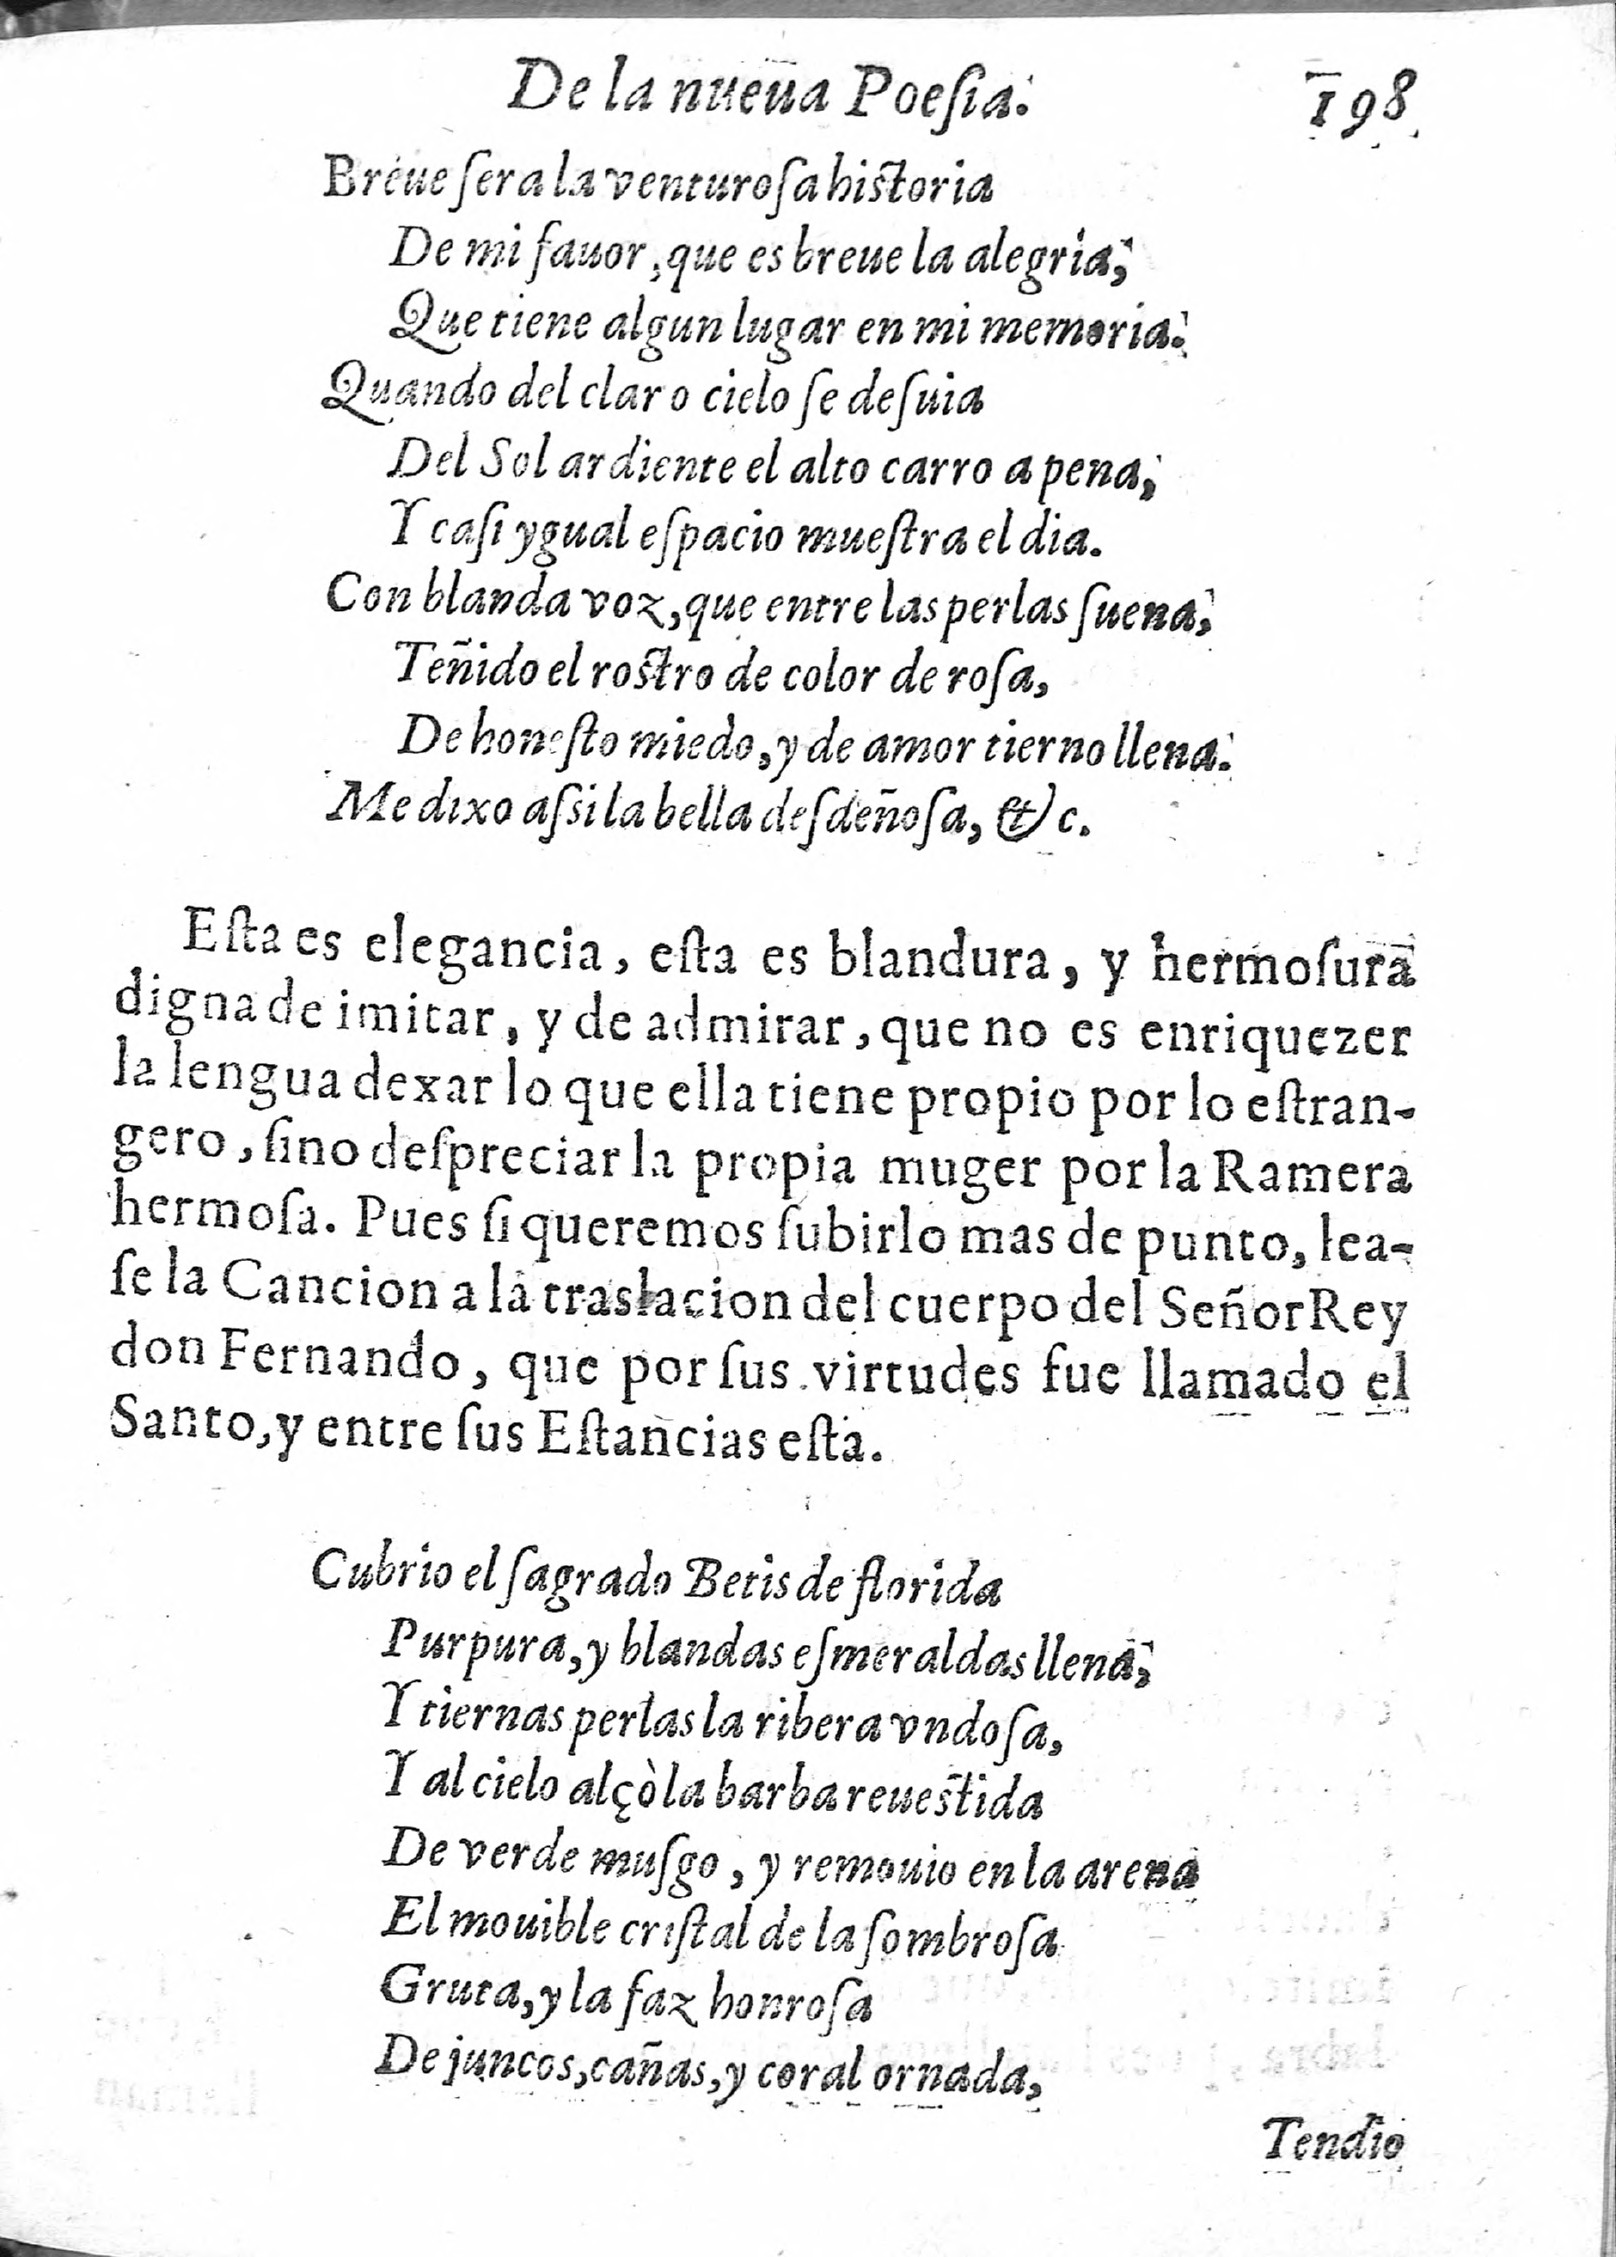 De la nueua Poeſia. 198
Breue ſera la venturoſa hiſtoria
De mi fauor, que es breue la alegria,
Que tiene algun lugar en mi memoria.
Quando del claro cielo ſe deſuia
Del Sol ardiente el alto carro a pena,
Y caſi ygual eſpacio mueſtra el dia.
Con blanda voz, que entre las perlas ſuena,
Teñido el roſtro de color de roſa,
De honeſto miedo, y de amor tierno llena.
Me dixo aſsi la bella deſdeñoſa, & c.
Eſta es elegancia, eſta es blandura, y hermoſura
digna de imitar, y de admirar, que no es enriquezer
la lengua dexar lo que ella tiene propio por lo eſtran-
gero, ſino deſpreciar la propia muger por la Ramera
hermoſa. Pues ſi queremos ſubirlo mas de punto, lea-
ſe la Cancion a la traslacion del cuerpo del Señor Rey
don Fernando, que por ſus virtudes fue llamado el
Santo, y entre ſus Eſtancias eſta.
Cubrio el ſagrado Betis de florida
Purpura, y blandas eſmeraldas llena,
Y tiernas perlas la ribera vndoſa,
Y al cielo alçò la barba reueſtida
De verde muſgo, y remouio en la arena
El mouible criſtal de la ſombroſa
Gruta, y la faz honroſa
De juncos, cañas, y coral ornada,
Tendio